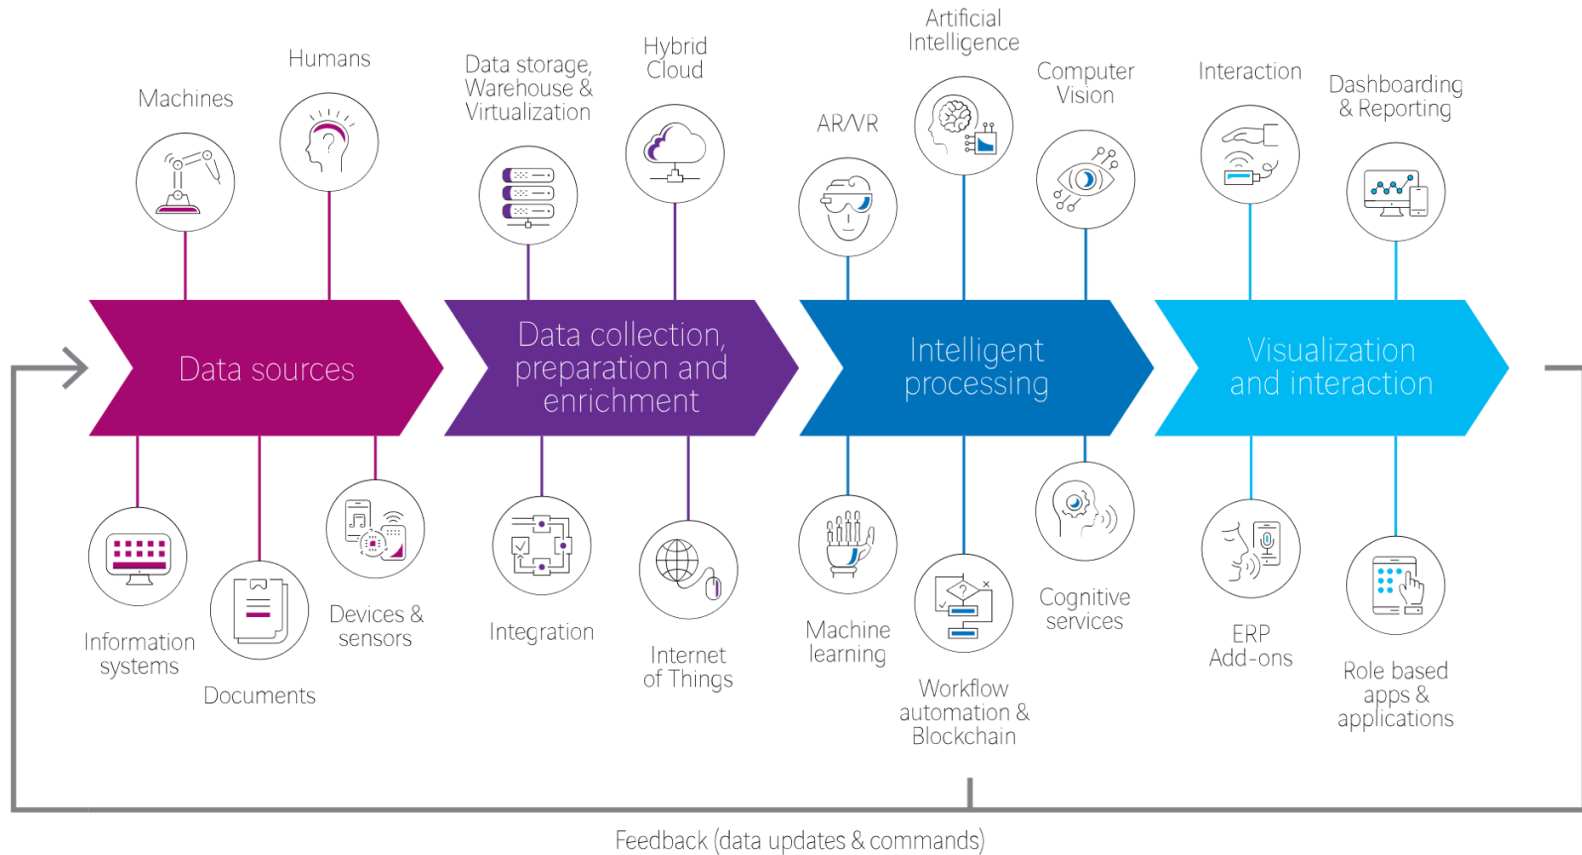 Machines
Humans
Data storage,
Warehouse &
Virtualization
Hybrid
Cloud
AR/VR
Artificial
Intelligence
Computer
Vision
Interaction
Dashboarding
& Reporting
Data sources
Data collection,
preparation and
enrichment
Intelligent
processing
Visualization
and interaction
Information
systems
Documents
Devices &
sensors
Integration
Internet
of Things
Machine
learning
Workflow
automation &
Blockchain
Cognitive
services
ERP
Add-ons
Role based
apps &
applications
Feedback (data updates & commands)